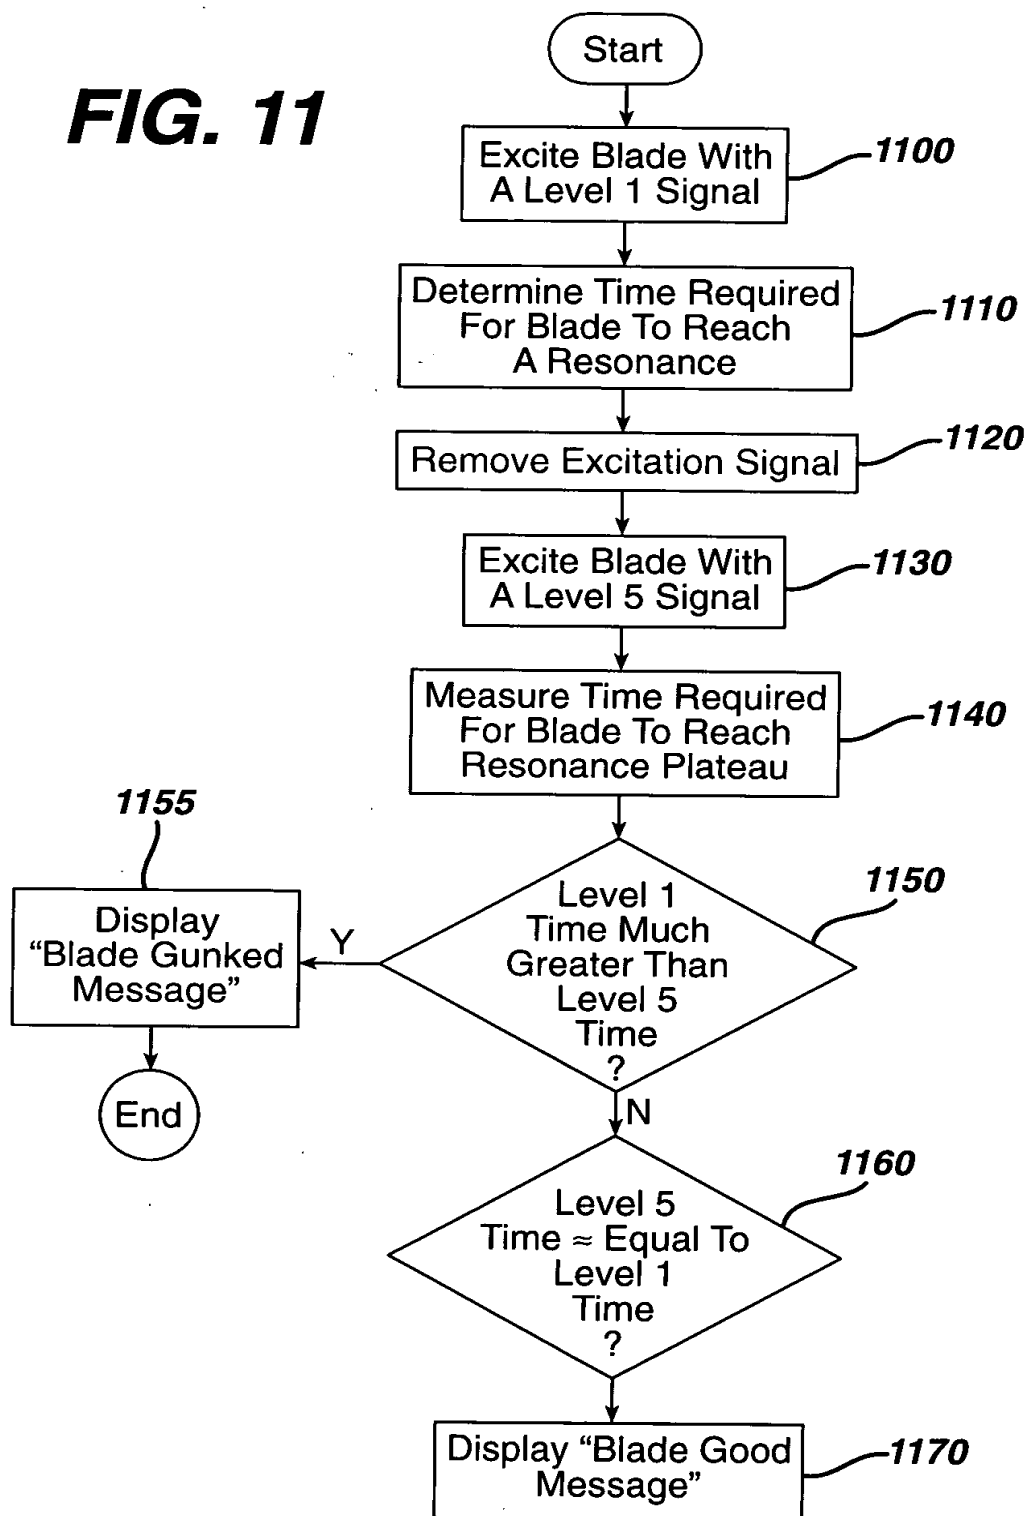 FIG. 11
Start
Excite Blade With
A Level 1 Signal
1100
Determine Time Required
For Blade To Reach
A Resonance
1110
Remove Excitation Signal
1120
Excite Blade With
A Level 5 Signal
1130
Measure Time Required
For Blade To Reach
Resonance Plateau
1140
Level 1
Time Much
Greater Than
Level 5
Time
?
1150
Y
1155
Display
“Blade Gunked
Message”
End
N
Level 5
Time ≈ Equal To
Level 1
Time
?
1160
Display “Blade Good
Message”
1170